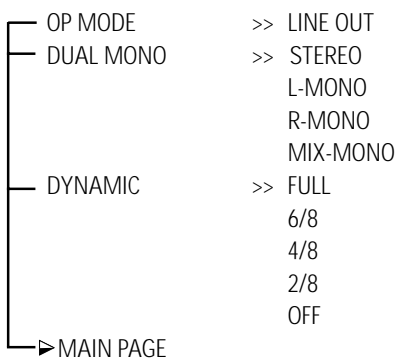 OP MODE >> LINE OUT
DUAL MONO >> STEREO
L-MONO
R-MONO
MIX-MONO
DYNAMIC >> FULL
6/8
4/8
2/8
OFF
MAIN PAGE